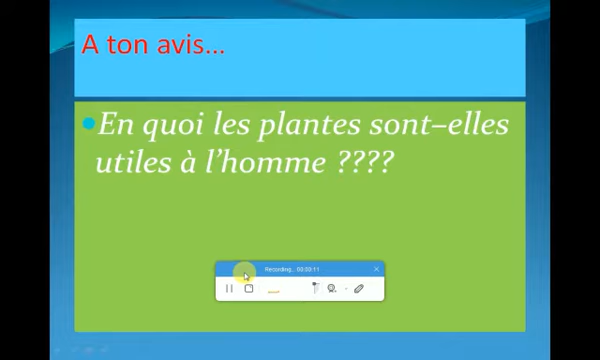 A ton avis...
•En quoi les plantes sont–elles
utiles à l'homme ????
Recording... 00:00:11